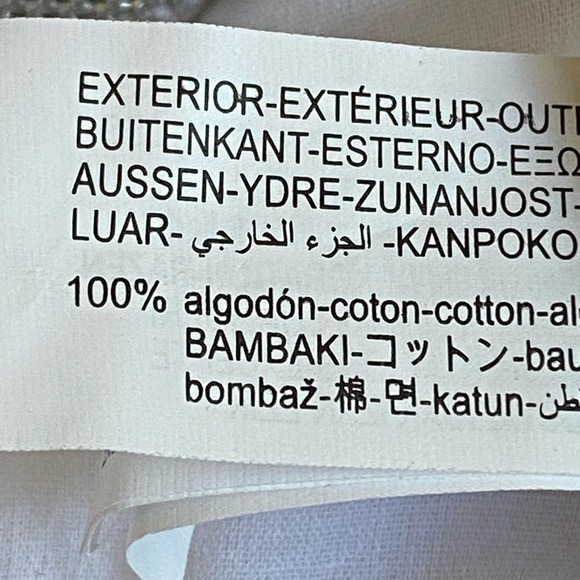 EXTERIOR-EXTÉRIEUR-OUT
BUITENKANT-ESTERNO-ΕΞΩ
AUSSEN-YDRE-ZUNANJOST-
LUAR- الجزء الخارجي -KANPOKO
100% algodón-coton-cotton-al
BAMBAKI-コットン-bau
bombaž-棉-면-katun-قطن